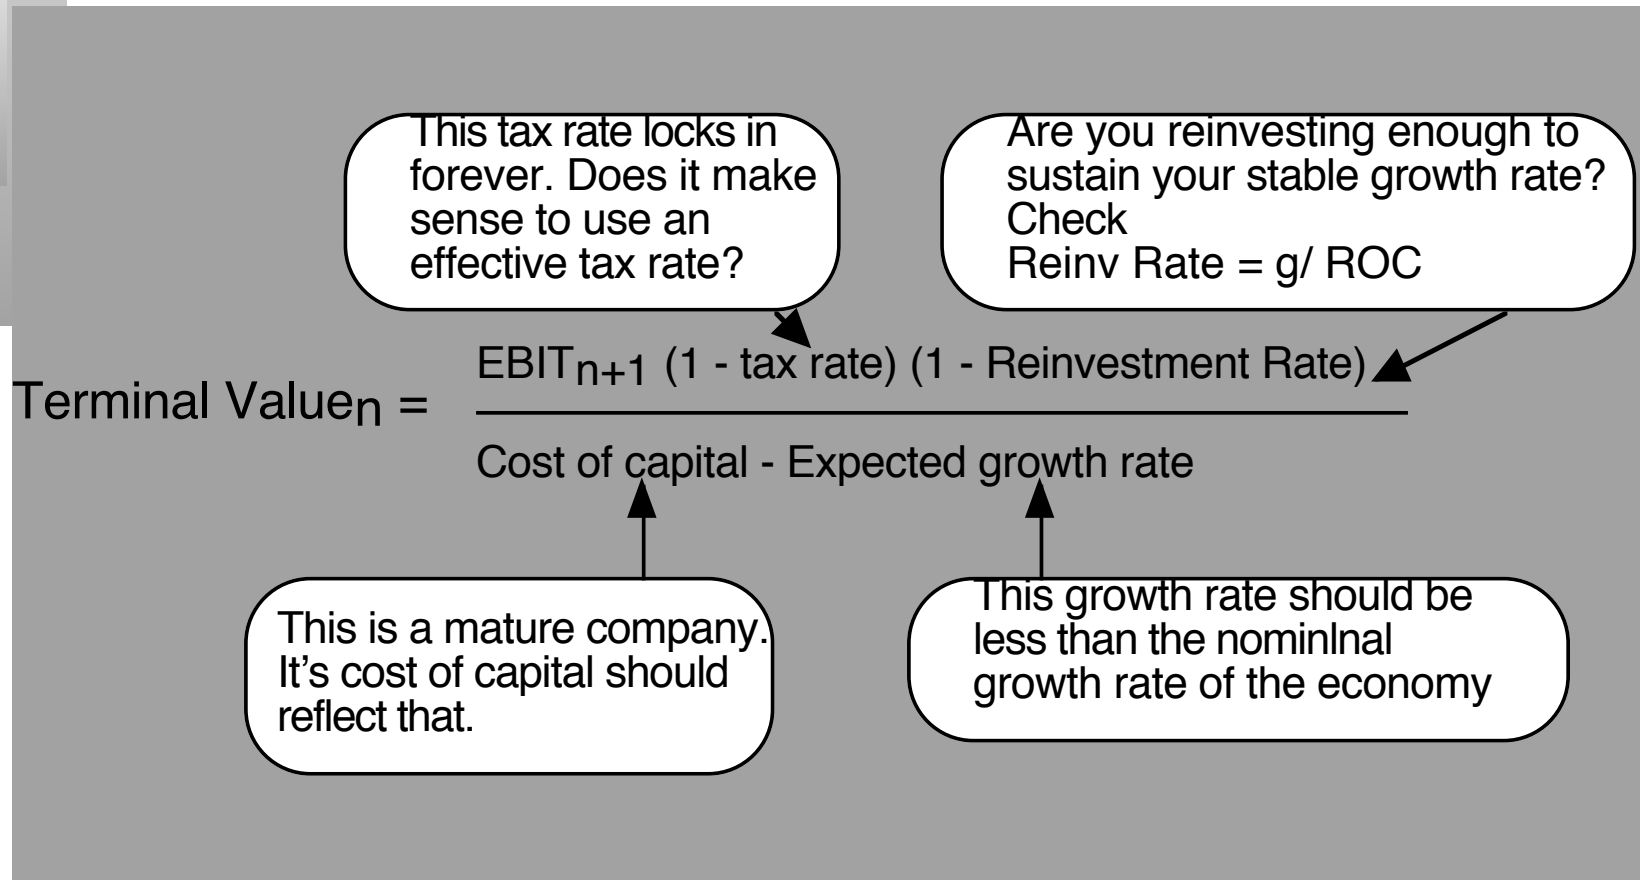 This tax rate locks in
forever. Does it make
sense to use an
effective tax rate?
Are you reinvesting enough to
sustain your stable growth rate?
Check
Reinv Rate = g/ ROC
EBITn+1 (1 - tax rate) (1 - Reinvestment Rate)
Terminal Valuen =
Cost of capital - Expected growth rate
This is a mature company.
It's cost of capital should
reflect that.
This growth rate should be
less than the nominlnal
growth rate of the economy